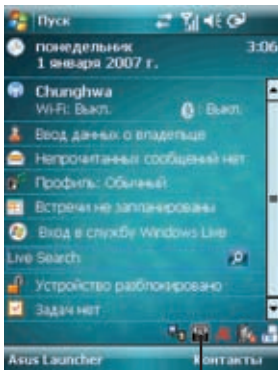 Пуск
понедельник 3:06
1 января 2007 г.
Chunghwa
Wi-Fi: Выкл. : Выкл.
Ввод данных о владельце
Непрочитанных сообщений нет
Профиль: Обычный
Встречи не запланированы
Вход в службу Windows Live
Live Search
Устройство разблокировано
Задач нет
Asus Launcher Контакты